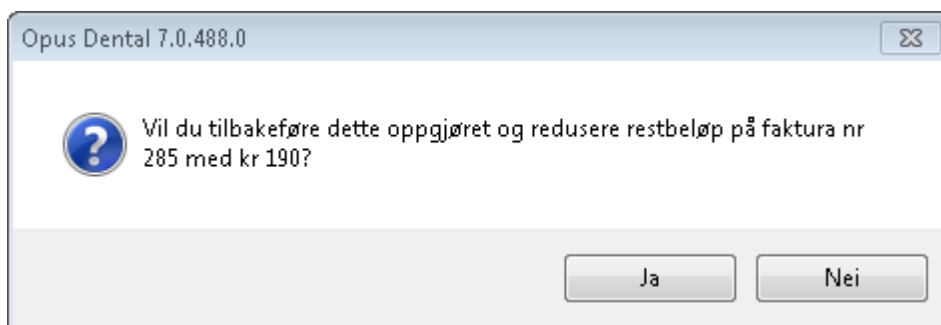 Opus Dental 7.0.488.0
Vil du tilbakeføre dette oppgjøret og redusere restbeløp på faktura nr
285 med kr 190?
Ja
Nei